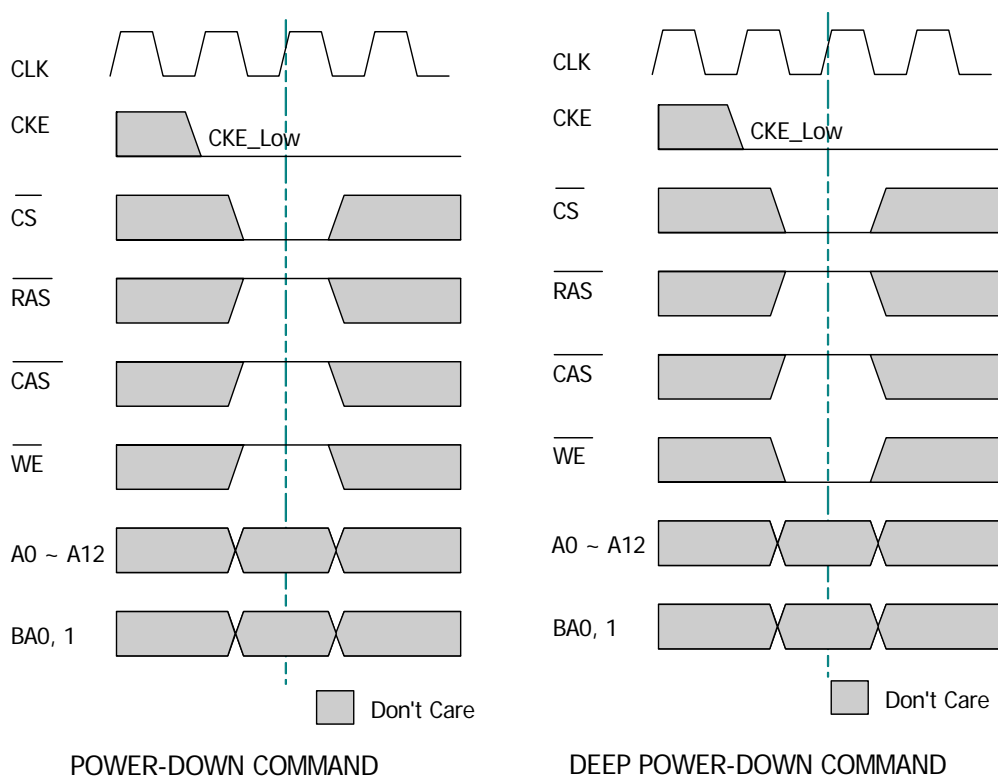 CLK
CKE
CKE_Low
CS
RAS
CAS
WE
A0 ~ A12
BA0, 1
Don't Care
POWER-DOWN COMMAND
CLK
CKE
CKE_Low
CS
RAS
CAS
WE
A0 ~ A12
BA0, 1
Don't Care
DEEP POWER-DOWN COMMAND